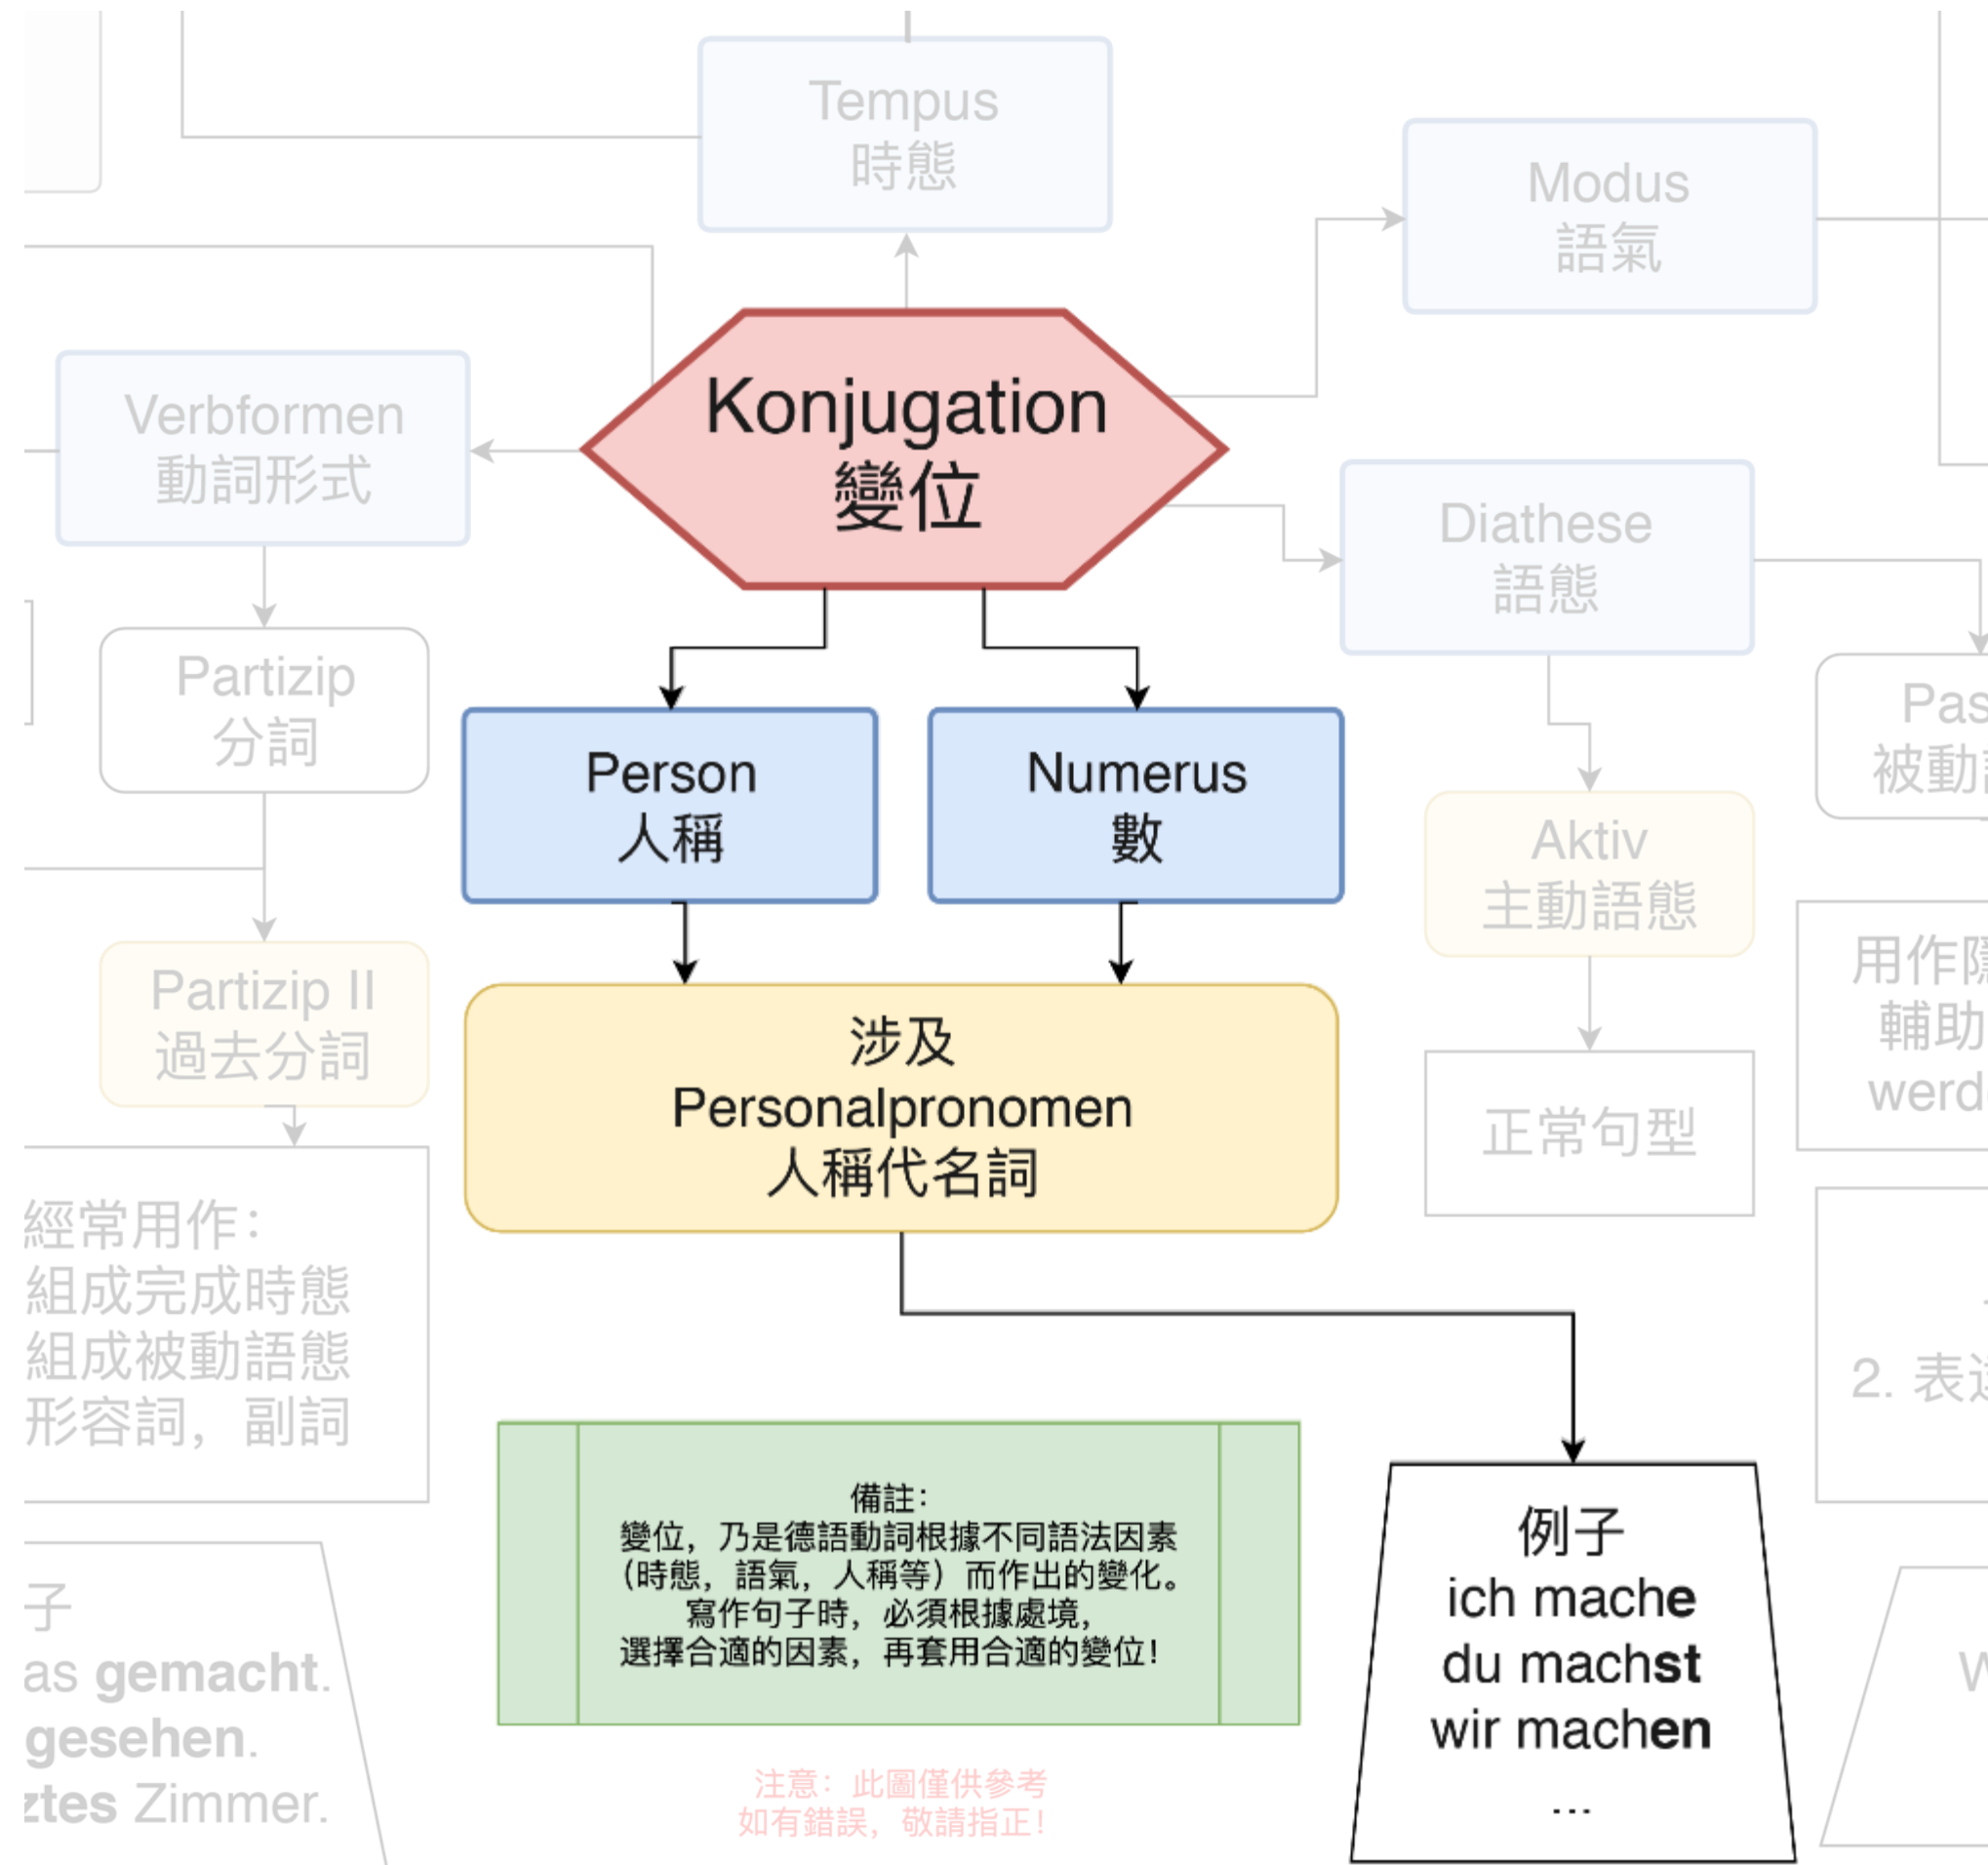 Tempus
時態
Modus
語氣
Konjugation
變位
Verbformen
動詞形式
Diathese
語態
Partizip
分詞
Person
人稱
Numerus
數
Pas
被動
Aktiv
主動語態
Partizip II
過去分詞
涉及
Personalpronomen
人稱代名詞
用作
輔助
werd
正常句型
經常用作：
組成完成時態
組成被動語態
形容詞，副詞
2. 表
備註：
變位，乃是德語動詞根據不同語法因素
（時態，語氣，人稱等）而作出的變化。
寫作句子時，必須根據處境，
選擇合適的因素，再套用合適的變位！
例子
ich mache
du machst
wir machen
...
子
as gemacht.
gesehen.
ztes Zimmer.
W
注意：此圖僅供參考
如有錯誤，敬請指正！